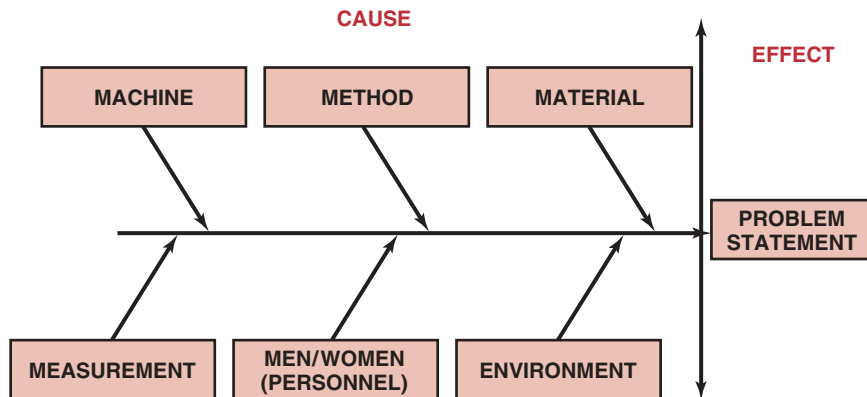 CAUSE
EFFECT
MACHINE
METHOD
MATERIAL
PROBLEM
STATEMENT
MEASUREMENT
MEN/WOMEN
(PERSONNEL)
ENVIRONMENT